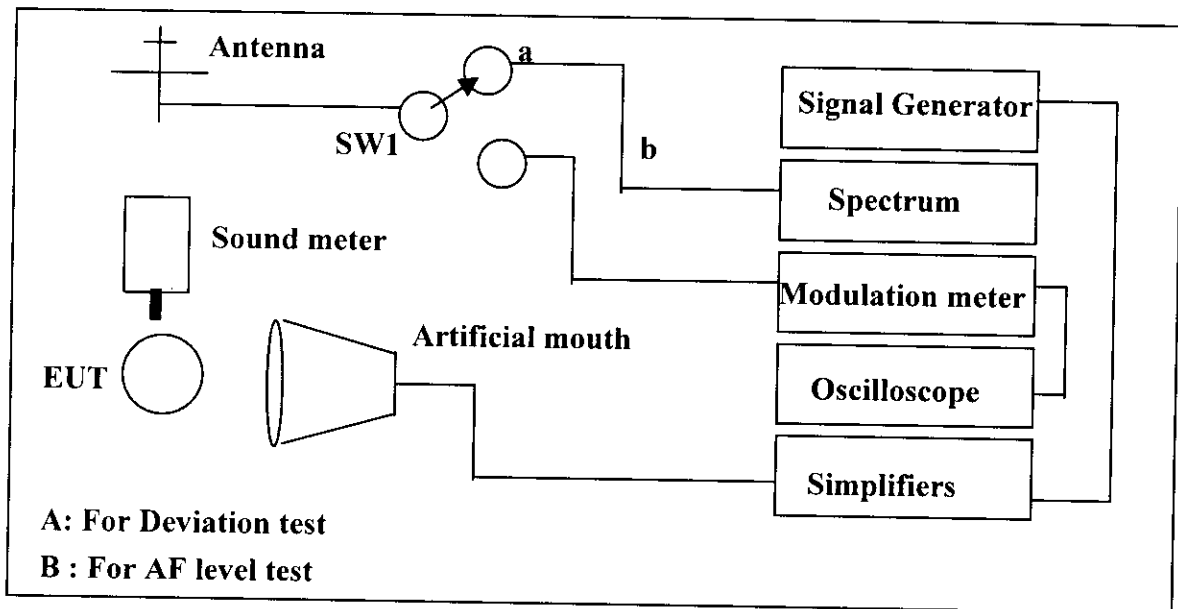 Antenna
a
SW1
b
Signal Generator
Spectrum
Sound meter
Modulation meter
Artificial mouth
EUT
Oscilloscope
Simplifiers
A: For Deviation test
B : For AF level test